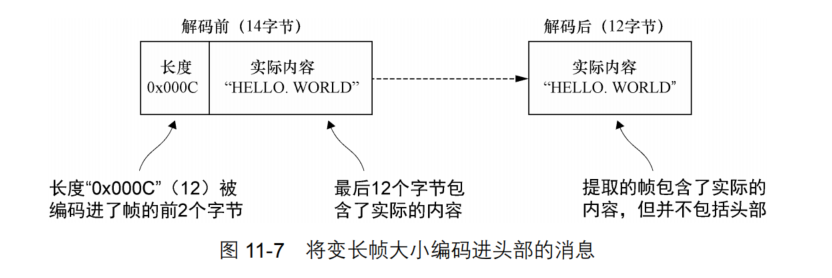 解码前（14字节）
解码后（12字节）
长度
0x000C
实际内容
“HELLO. WORLD”
实际内容
“HELLO. WORLD”
长度“0x000C”（12）被
编码进了帧的前2个字节
最后12个字节包
含了实际的内容
提取的帧包含了实际的
内容，但并不包括头部
图 11-7 将变长帧大小编码进头部的消息